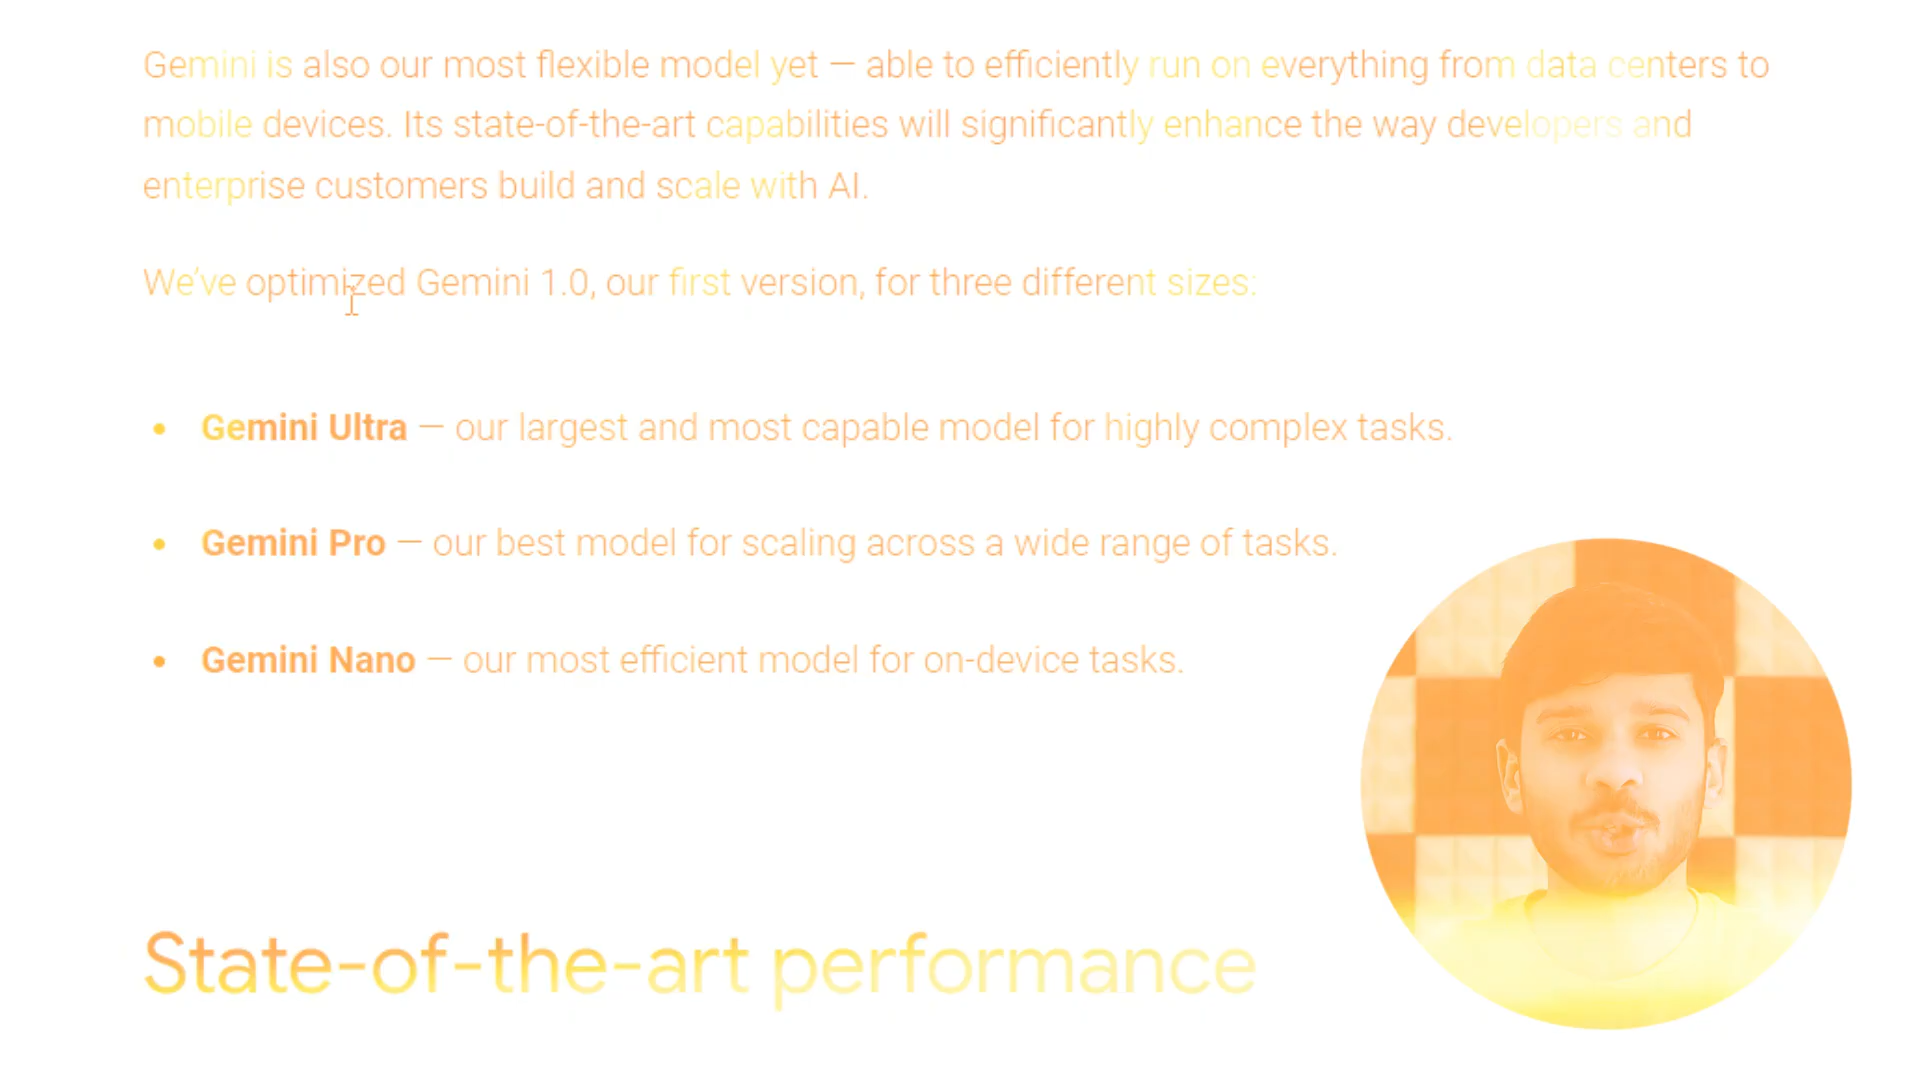 Gemini is also our most flexible model yet — able to efficiently run on everything from data centers to
mobile devices. Its state-of-the-art capabilities will significantly enhance the way developers and
enterprise customers build and scale with AI.
We’ve optimized Gemini 1.0, our first version, for three different sizes:
• Gemini Ultra — our largest and most capable model for highly complex tasks.
• Gemini Pro — our best model for scaling across a wide range of tasks.
• Gemini Nano — our most efficient model for on-device tasks.
State-of-the-art performance